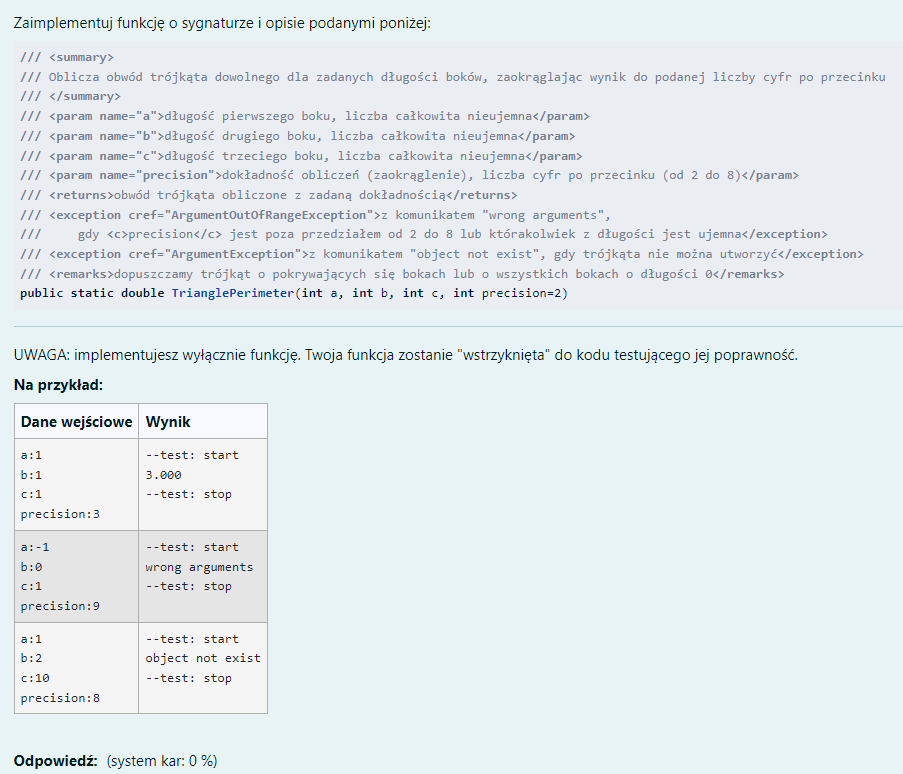 Zaimplementuj funkcję o sygnaturze i opisie podanymi poniżej:
/// <summary>
/// Oblicza obwód trójkąta dowolnego dla zadanych długości boków, zaokrąglając wynik do podanej liczby cyfr po przecinku
/// </summary>
/// <param name="a">długość pierwszego boku, liczba całkowita nieujemna</param>
/// <param name="b">długość drugiego boku, liczba całkowita nieujemna</param>
/// <param name="c">długość trzeciego boku, liczba całkowita nieujemna</param>
/// <param name="precision">dokładność obliczeń (zaokrąglenie), liczba cyfr po przecinku (od 2 do 8)</param>
/// <returns>obwód trójkąta obliczone z zadaną dokładnością</returns>
/// <exception cref="ArgumentOutOfRangeException">z komunikatem "wrong arguments",
///     gdy <c>precision</c> jest poza przedziałem od 2 do 8 lub którakolwiek z długości jest ujemna</exception>
/// <exception cref="ArgumentException">z komunikatem "object not exist", gdy trójkąta nie można utworzyć</exception>
/// <remarks>dopuszczamy trójkąt o pokrywających się bokach lub o wszystkich bokach o długości 0</remarks>
public static double TrianglePerimeter(int a, int b, int c, int precision=2)
UWAGA: implementujesz wyłącznie funkcję. Twoja funkcja zostanie "wstrzyknięta" do kodu testującego jej poprawność.
Na przykład:
Dane wejściowe Wynik
a:1 --test: start
b:1 3.000
c:1 --test: stop
precision:3
a:-1 --test: start
b:0 wrong arguments
c:1 --test: stop
precision:9
a:1 --test: start
b:2 object not exist
c:10 --test: stop
precision:8
Odpowiedź: (system kar: 0 %)